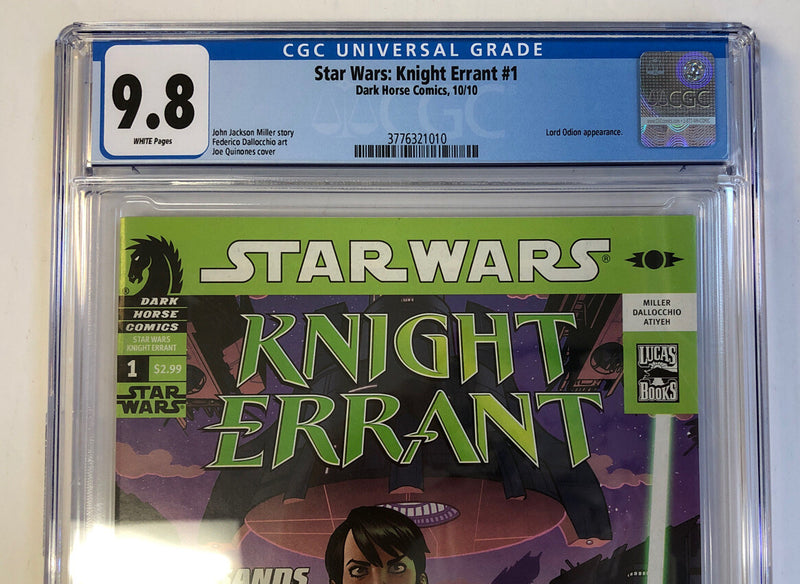 CGC UNIVERSAL GRADE
9.8
WHITE Pages
Star Wars: Knight Errant #1
Dark Horse Comics, 10/10
John Jackson Miller story
Federico Dallocchio art
Joe Quinones cover
3776321010
Lord Odion appearance.
CGC
CGC
STAR WARS®
DARK
HORSE
COMICS
STAR WARS
KNIGHT ERRANT
1 $2.99
STAR
WARS
KNIGHT
ERRANT
MILLER
DALLOCCHIO
ATIYEH
LUCAS
BOOKS